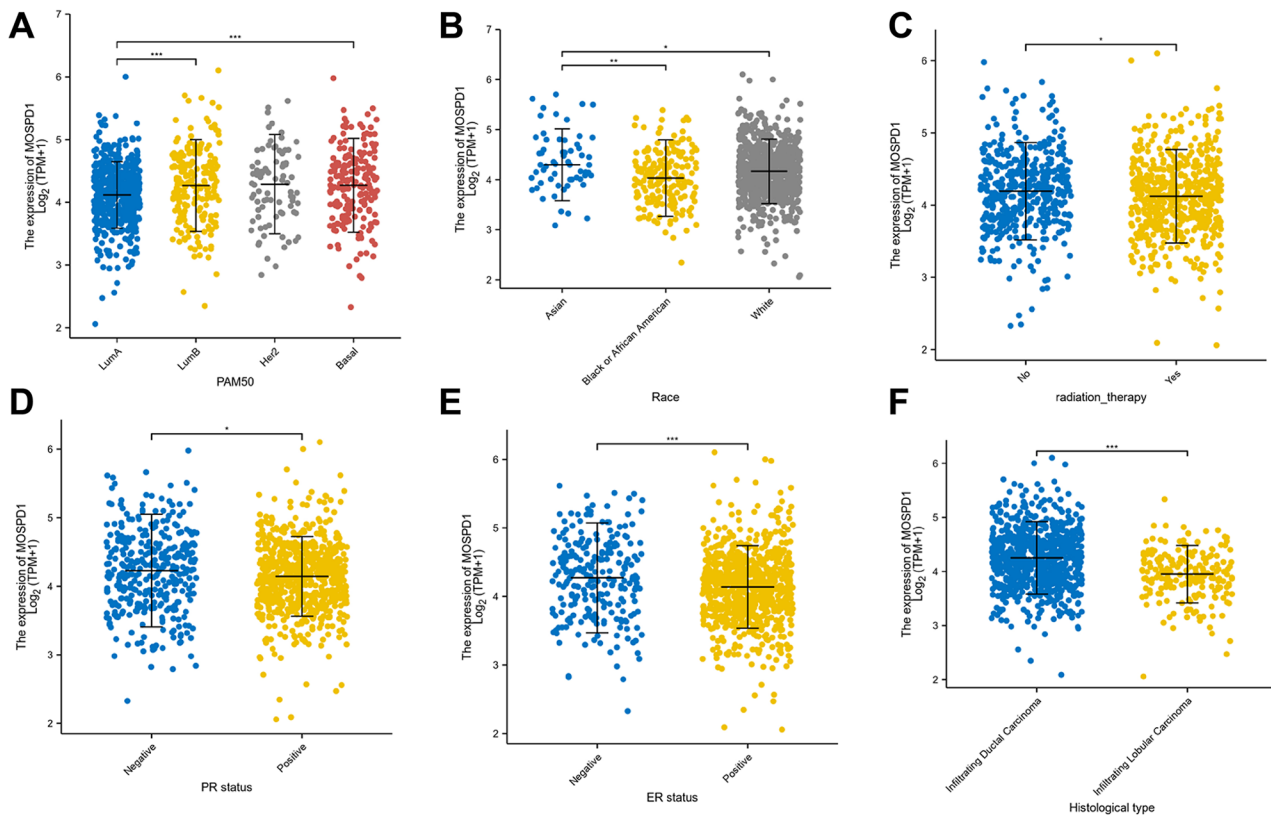 A
The expression of MOSPD1
Log2 (TPM+1)
7
6
5
4
3
2
***
***
LumA
LumB
Her2
Basal
PAM50
B
The expression of MOSPD1
Log2 (TPM+1)
7
6
5
4
3
2
*
**
Asian
Black or African American
White
Race
C
The expression of MOSPD1
Log2 (TPM+1)
6
5
4
3
2
*
No
Yes
radiation_therapy
D
The expression of MOSPD1
Log2 (TPM+1)
6
5
4
3
2
*
Negative
Positive
PR status
E
The expression of MOSPD1
Log2 (TPM+1)
6
5
4
3
2
***
Negative
Positive
ER status
F
The expression of MOSPD1
Log2 (TPM+1)
6
5
4
3
2
***
Infiltrating Ductal Carcinoma
Infiltrating Lobular Carcinoma
Histological type